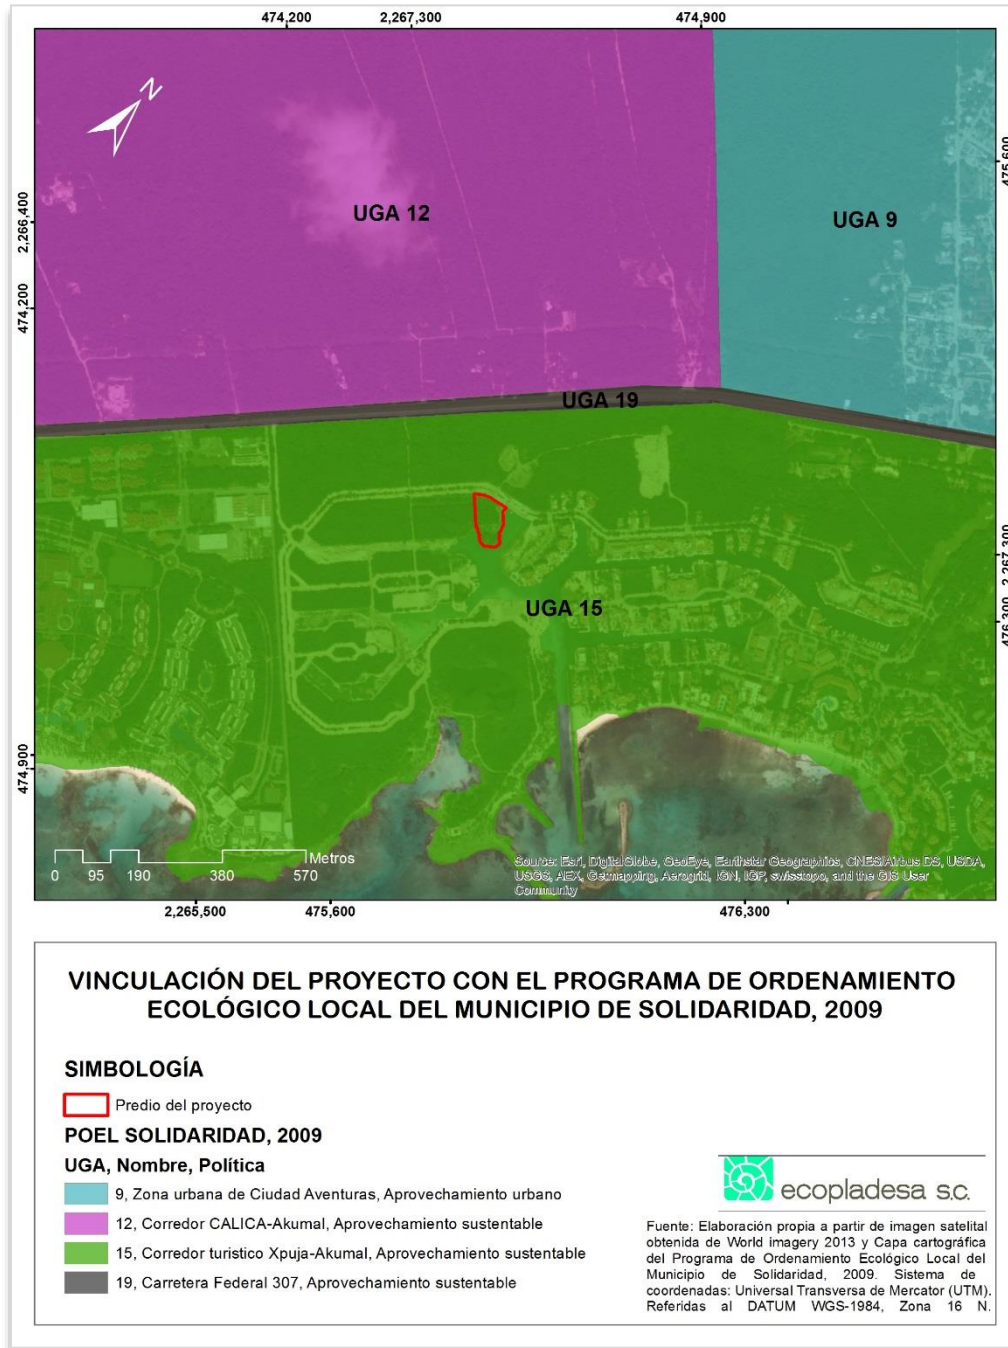 474,200 2,267,300 474,900
N
475,600
2,266,400
UGA 12
UGA 9
474,200
UGA 19
2,267,300
UGA 15
476,300
474,900
Metros
0 95 190 380 570
Source: Esri, DigitalGlobe, GeoEye, Earthstar Geographics, CNES/Airbus DS, USDA,
USGS, AEX, Getmapping, Aerogrid, IGN, IGP, swisstopo, and the GIS User
Community
2,265,500 475,600 476,300
VINCULACIÓN DEL PROYECTO CON EL PROGRAMA DE ORDENAMIENTO
ECOLÓGICO LOCAL DEL MUNICIPIO DE SOLIDARIDAD, 2009
SIMBOLOGÍA
Predio del proyecto
POEL SOLIDARIDAD, 2009
UGA, Nombre, Política
9, Zona urbana de Ciudad Aventuras, Aprovechamiento urbano
12, Corredor CALICA-Akumal, Aprovechamiento sustentable
15, Corredor turistico Xpuja-Akumal, Aprovechamiento sustentable
19, Carretera Federal 307, Aprovechamiento sustentable
ecopladesa s.c.
Fuente: Elaboración propia a partir de imagen satelital
obtenida de World imagery 2013 y Capa cartográfica
del Programa de Ordenamiento Ecológico Local del
Municipio de Solidaridad, 2009. Sistema de
coordenadas: Universal Transversa de Mercator (UTM).
Referidas al DATUM WGS-1984, Zona 16 N.